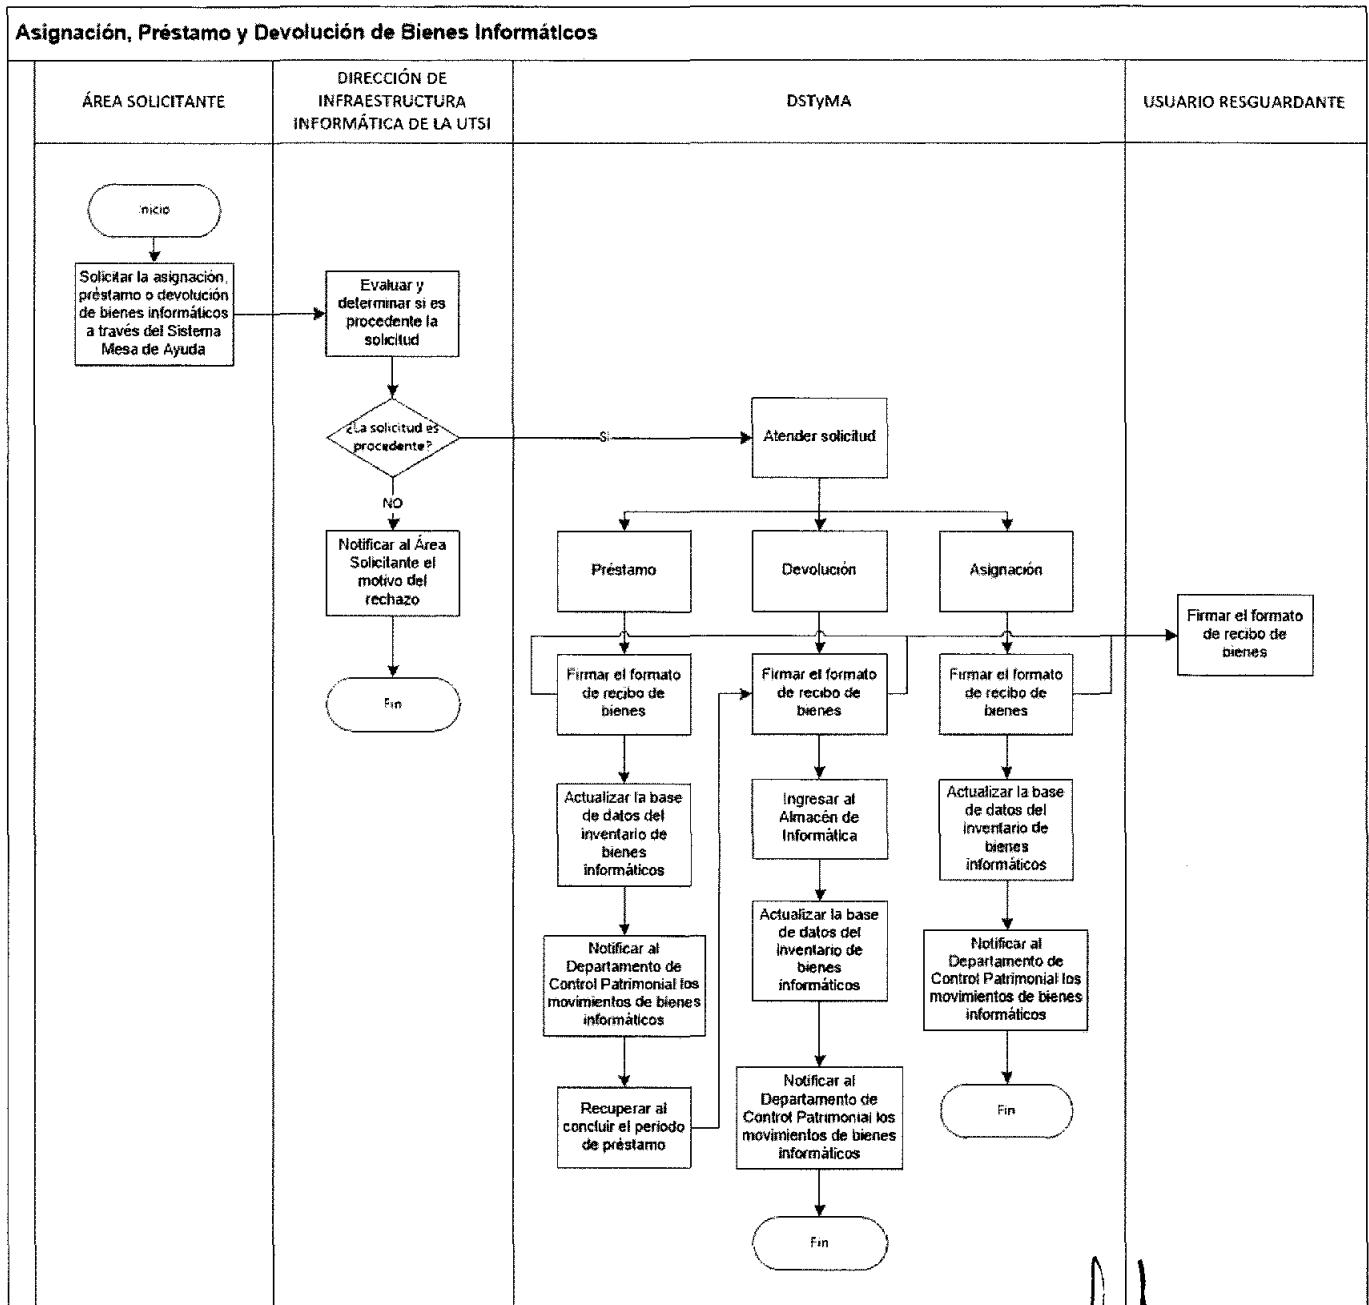 Asignación, Préstamo y Devolución de Bienes Informáticos
ÁREA SOLICITANTE
DIRECCIÓN DE
INFRAESTRUCTURA
INFORMÁTICA DE LA UTSI
DSTyMA
USUARIO RESGUARDANTE
Inicio
Solicitar la asignación,
préstamo o devolución
de bienes informáticos
a través del Sistema
Mesa de Ayuda
Evaluar y
determinar si es
procedente la
solicitud
¿La solicitud es
procedente?
SI
Atender solicitud
NO
Notificar al Área
Solicitante el
motivo del
rechazo
Fin
Préstamo
Devolución
Asignación
Firmar el formato
de recibo de
bienes
Firmar el formato
de recibo de
bienes
Firmar el formato
de recibo de
bienes
Firmar el formato
de recibo de
bienes
Actualizar la base
de datos del
inventario de
bienes
informáticos
Ingresar al
Almacén de
Informática
Actualizar la base
de datos del
inventario de
bienes
informáticos
Notificar al
Departamento de
Control Patrimonial los
movimientos de bienes
informáticos
Actualizar la base
de datos del
inventario de
bienes
informáticos
Notificar al
Departamento de
Control Patrimonial los
movimientos de bienes
informáticos
Recuperar al
concluir el período
de préstamo
Notificar al
Departamento de
Control Patrimonial los
movimientos de bienes
informáticos
Fin
Fin